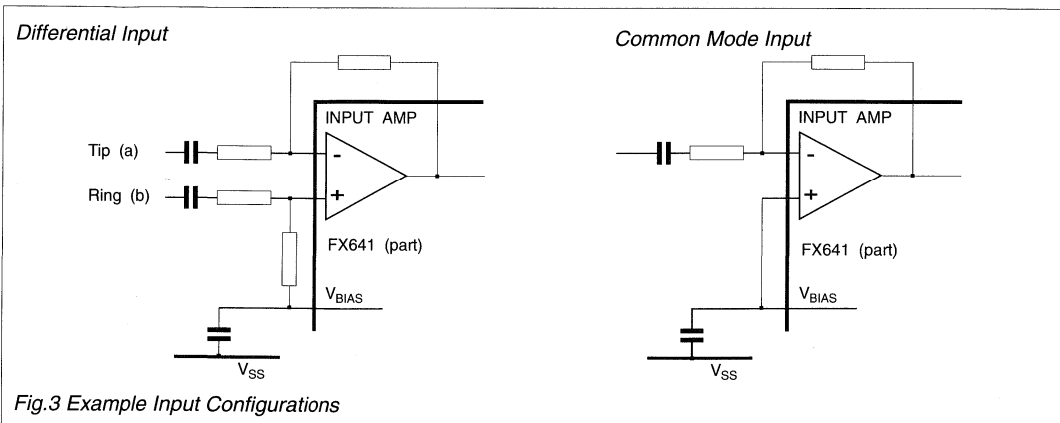 Differential Input
Tip (a)
Ring (b)
INPUT AMP
-
+
FX641 (part)
VBIAS
VSS
Common Mode Input
INPUT AMP
-
+
FX641 (part)
VBIAS
VSS
Fig.3 Example Input Configurations